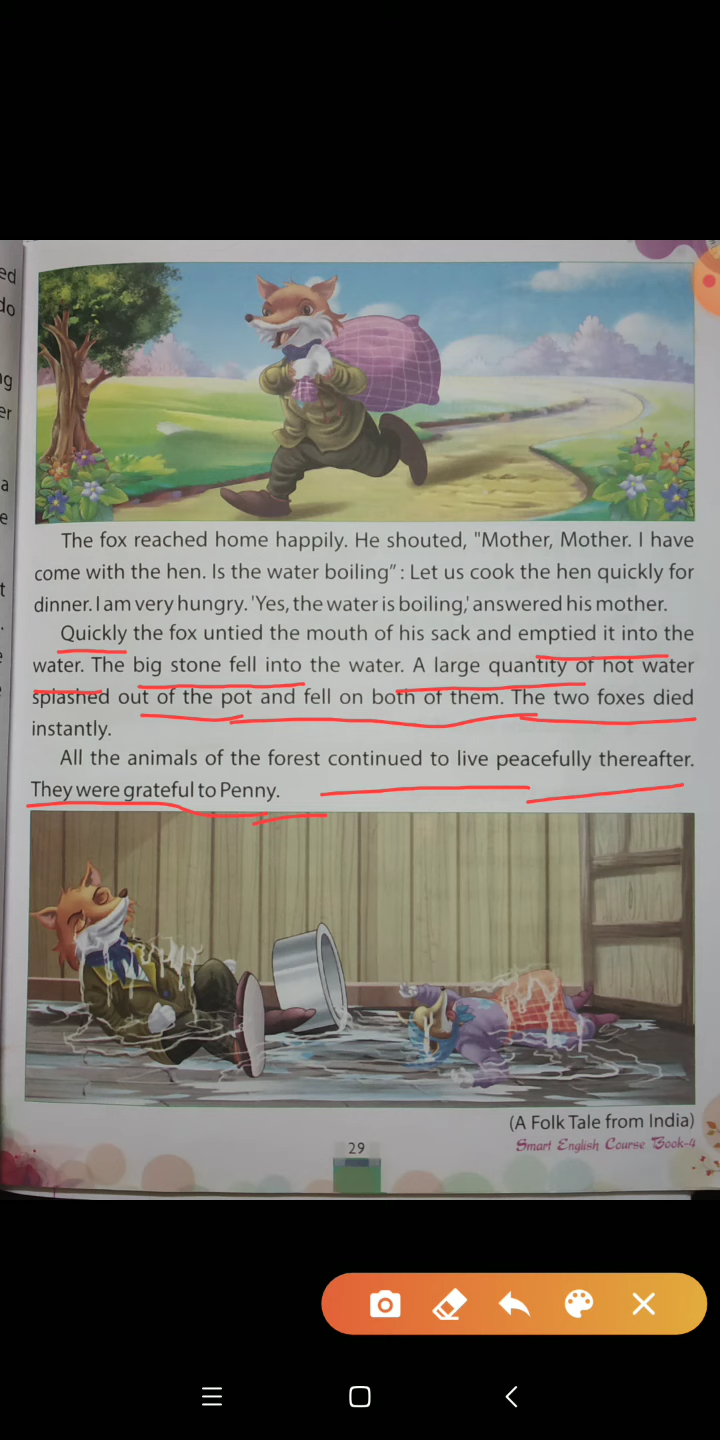 ed
do
ng
er
a
e
t
.
e
The fox reached home happily. He shouted, "Mother, Mother. I have
come with the hen. Is the water boiling" : Let us cook the hen quickly for
dinner. I am very hungry. 'Yes, the water is boiling,' answered his mother.
Quickly the fox untied the mouth of his sack and emptied it into the
water. The big stone fell into the water. A large quantity of hot water
splashed out of the pot and fell on both of them. The two foxes died
instantly.
All the animals of the forest continued to live peacefully thereafter.
They were grateful to Penny.
(A Folk Tale from India)
29
Smart English Course Book-4